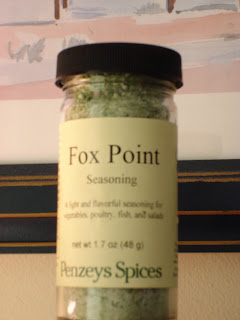 Fox Point
Seasoning
A light and flavorful seasoning for
vegetables, poultry, fish, and salads
net wt 1.7 oz (48 g)
Penzeys Spices